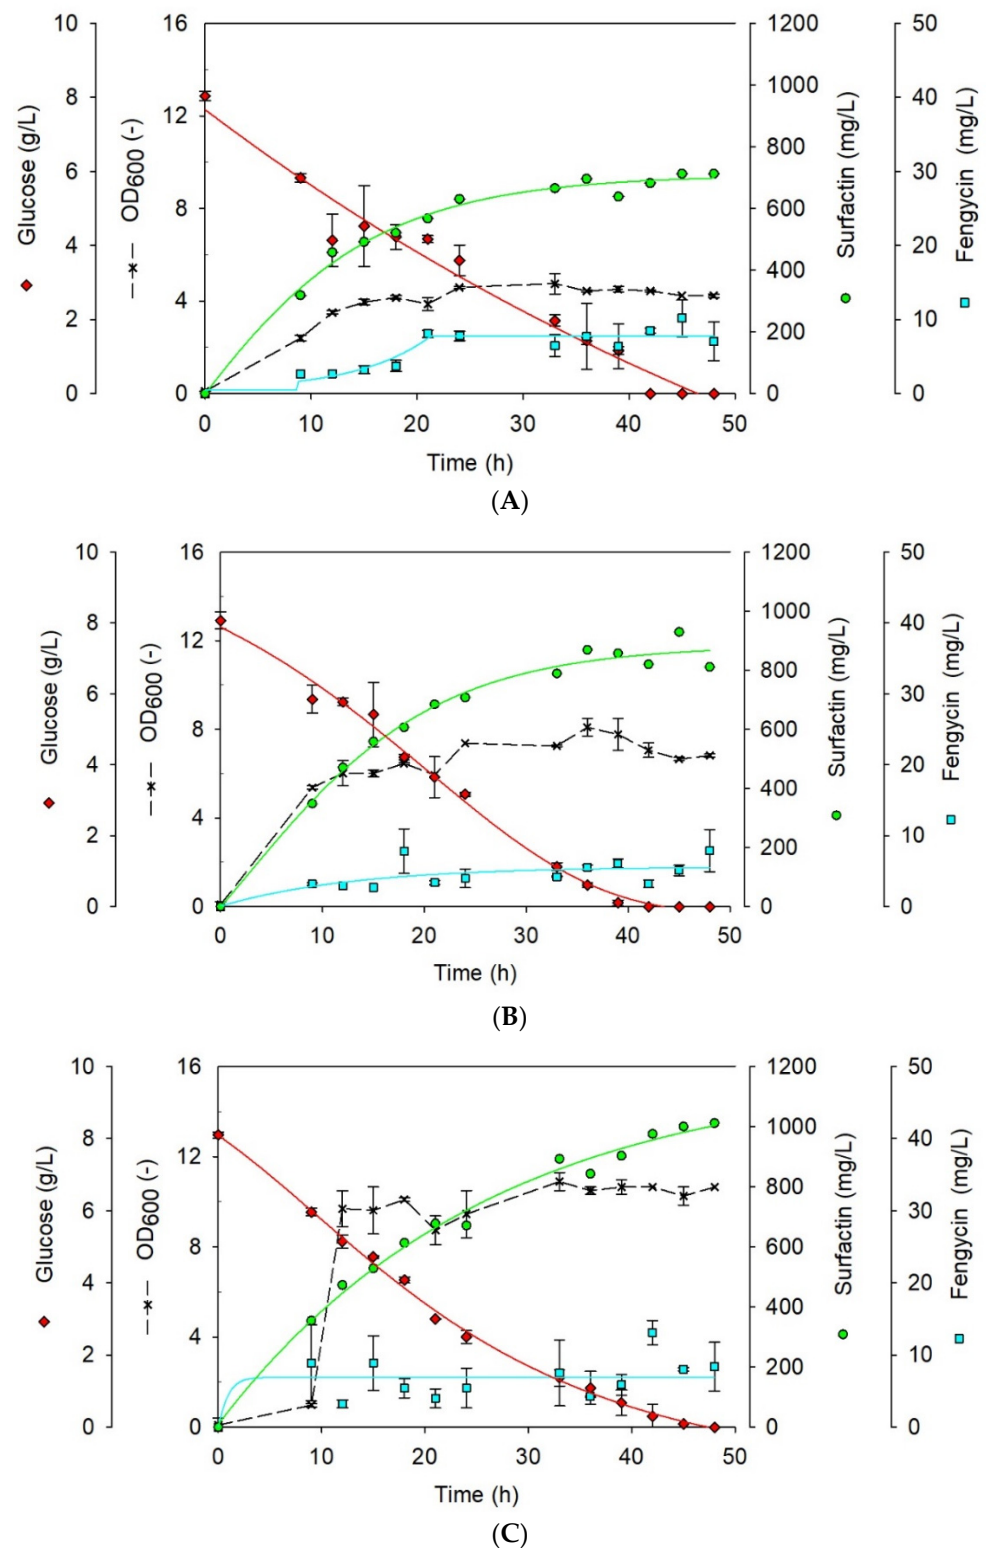 10 16 1200 50
8 12 1000 40
800
6 8 600 30
4 400 20
2 4 200 10
0 0 0 0
Glucose (g/L)
OD600 (-)
Surfactin (mg/L)
Fengycin (mg/L)
0 10 20 30 40 50
Time (h)
(A)
10 16 1200 50
8 12 1000 40
800
6 8 600 30
4 400 20
2 4 200 10
0 0 0 0
Glucose (g/L)
OD600 (-)
Surfactin (mg/L)
Fengycin (mg/L)
0 10 20 30 40 50
Time (h)
(B)
10 16 1200 50
8 12 1000 40
800
6 8 600 30
4 400 20
2 4 200 10
0 0 0 0
Glucose (g/L)
OD600 (-)
Surfactin (mg/L)
Fengycin (mg/L)
0 10 20 30 40 50
Time (h)
(C)